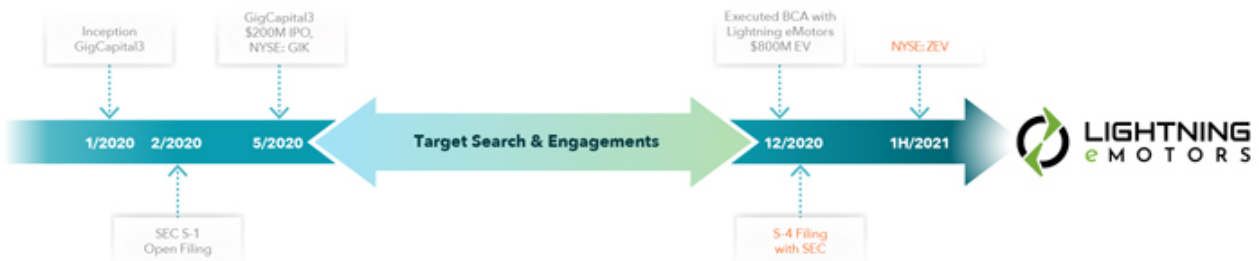 Inception
GigCapital3
GigCapital3
$200M IPO,
NYSE: GIK
Executed BCA with
Lightning eMotors
$800M EV
NYSE: ZEV
1/2020
2/2020
5/2020
Target Search & Engagements
12/2020
1H/2021
LIGHTNING
eMOTORS
SEC S-1
Open Filing
S-4 Filing
with SEC